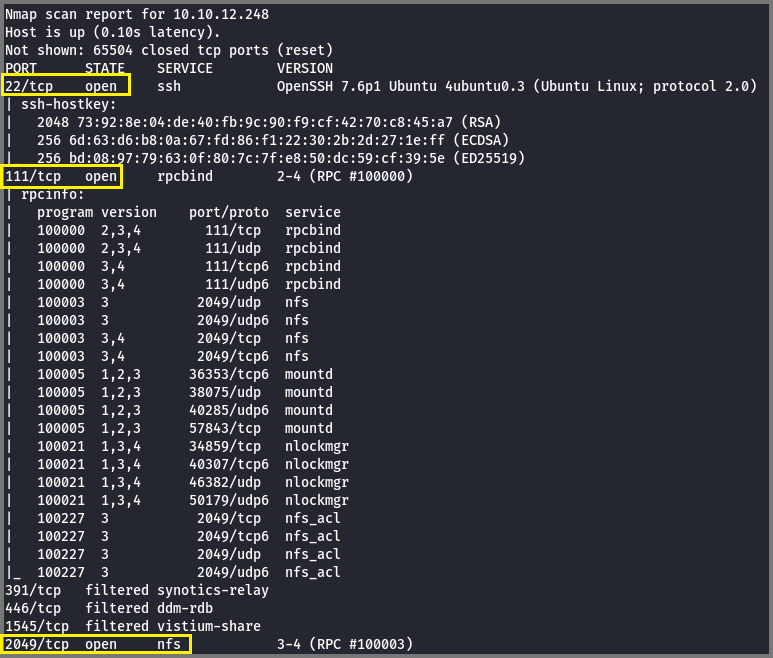 Nmap scan report for 10.10.12.248
Host is up (0.10s latency).
Not shown: 65504 closed tcp ports (reset)
PORT      STATE    SERVICE        VERSION
22/tcp    open     ssh            OpenSSH 7.6p1 Ubuntu 4ubuntu0.3 (Ubuntu Linux; protocol 2.0)
| ssh-hostkey:
|   2048 73:92:8e:04:de:40:fb:9c:90:f9:cf:42:70:c8:45:a7 (RSA)
|   256 6d:63:d6:b8:0a:67:fd:86:f1:22:30:2b:2d:27:1e:ff (ECDSA)
|   256 bd:08:97:79:63:0f:80:7c:7f:e8:50:dc:59:cf:39:5e (ED25519)
111/tcp   open     rpcbind        2-4 (RPC #100000)
| rpcinfo:
|   program version    port/proto  service
|   100000  2,3,4        111/tcp   rpcbind
|   100000  2,3,4        111/udp   rpcbind
|   100000  3,4          111/tcp6  rpcbind
|   100000  3,4          111/udp6  rpcbind
|   100003  3           2049/udp   nfs
|   100003  3           2049/udp6  nfs
|   100003  3,4         2049/tcp   nfs
|   100003  3,4         2049/tcp6  nfs
|   100005  1,2,3      36353/tcp6  mountd
|   100005  1,2,3      38075/udp   mountd
|   100005  1,2,3      40285/udp6  mountd
|   100005  1,2,3      57843/tcp   mountd
|   100021  1,3,4      34859/tcp   nlockmgr
|   100021  1,3,4      40307/tcp6  nlockmgr
|   100021  1,3,4      46382/udp   nlockmgr
|   100021  1,3,4      50179/udp6  nlockmgr
|   100227  3           2049/tcp   nfs_acl
|   100227  3           2049/tcp6  nfs_acl
|   100227  3           2049/udp   nfs_acl
|_  100227  3           2049/udp6  nfs_acl
391/tcp   filtered synotics-relay
446/tcp   filtered ddm-rdb
1545/tcp  filtered vistium-share
2049/tcp  open     nfs            3-4 (RPC #100003)